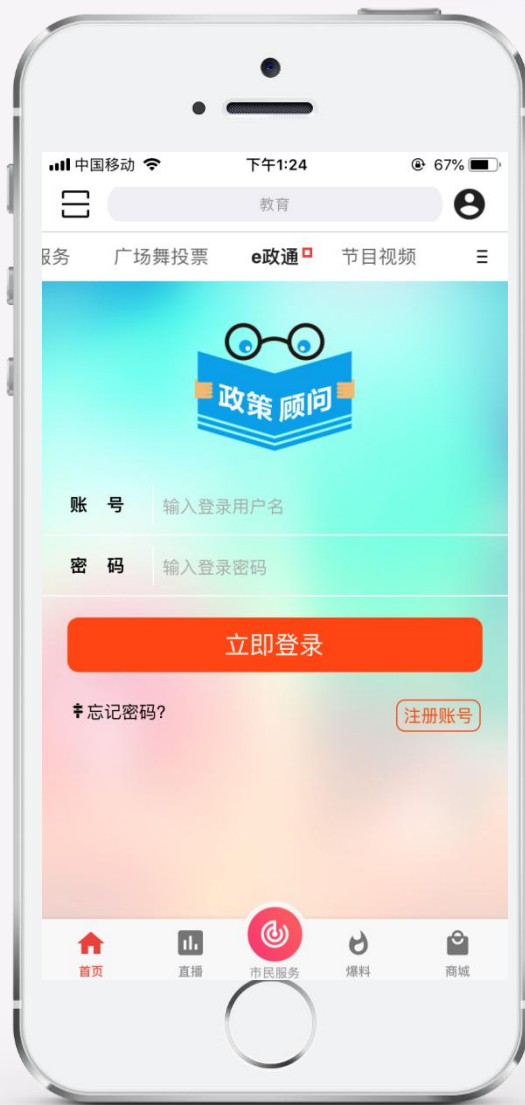 中国移动 下午1:24 67%
教育
服务 广场舞投票 e政通 节目视频
政策 顾问
账 号 输入登录用户名
密 码 输入登录密码
立即登录
忘记密码? 注册账号
首页 直播 市民服务 爆料 商城